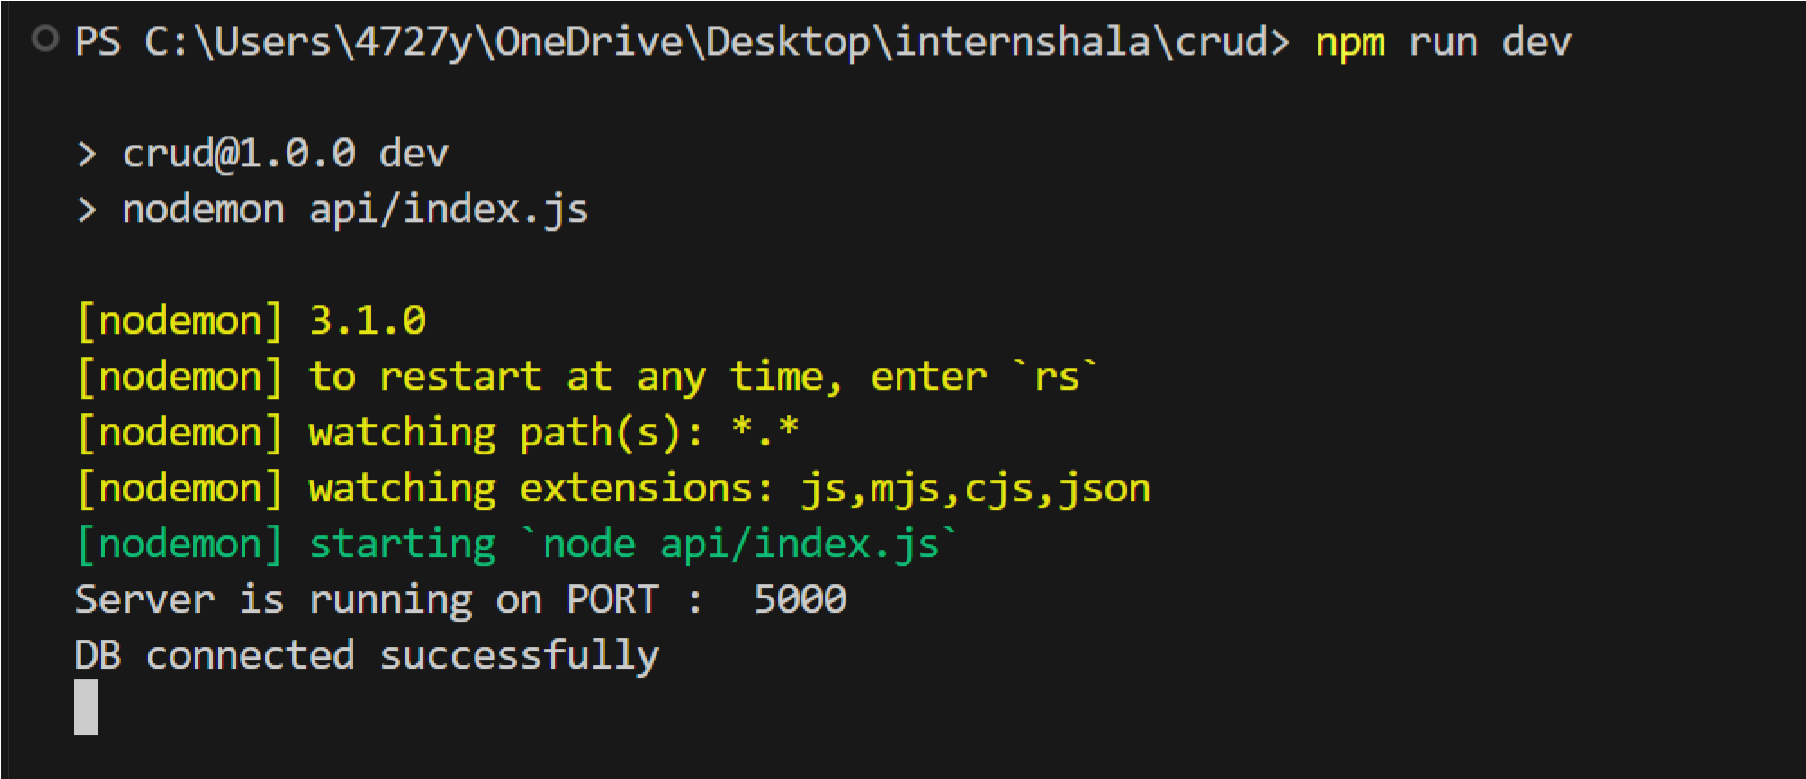 PS C:\Users\4727y\OneDrive\Desktop\internshala\crud> npm run dev
> crud@1.0.0 dev
> nodemon api/index.js
[nodemon] 3.1.0
[nodemon] to restart at any time, enter `rs`
[nodemon] watching path(s): *.*
[nodemon] watching extensions: js,mjs,cjs,json
[nodemon] starting `node api/index.js`
Server is running on PORT :  5000
DB connected successfully